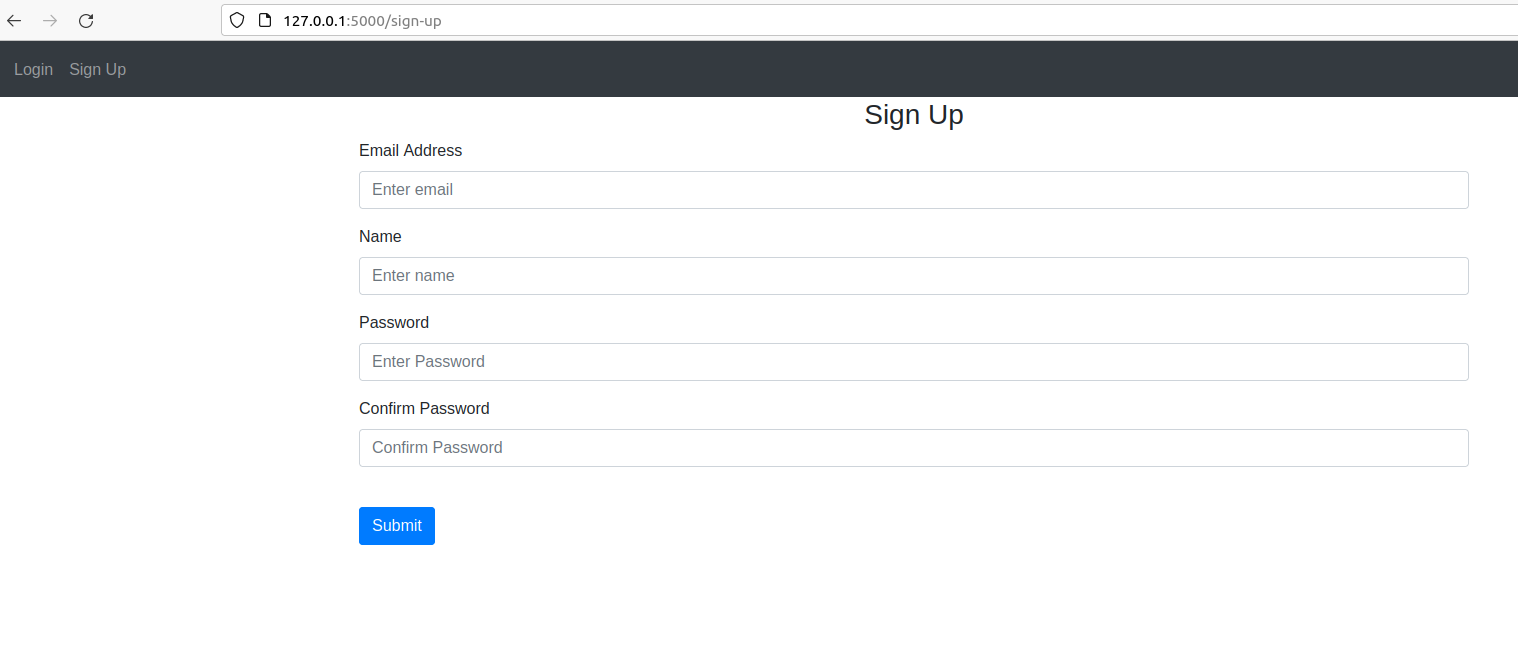 127.0.0.1:5000/sign-up
Login Sign Up
Sign Up
Email Address
Enter email
Name
Enter name
Password
Enter Password
Confirm Password
Confirm Password
Submit